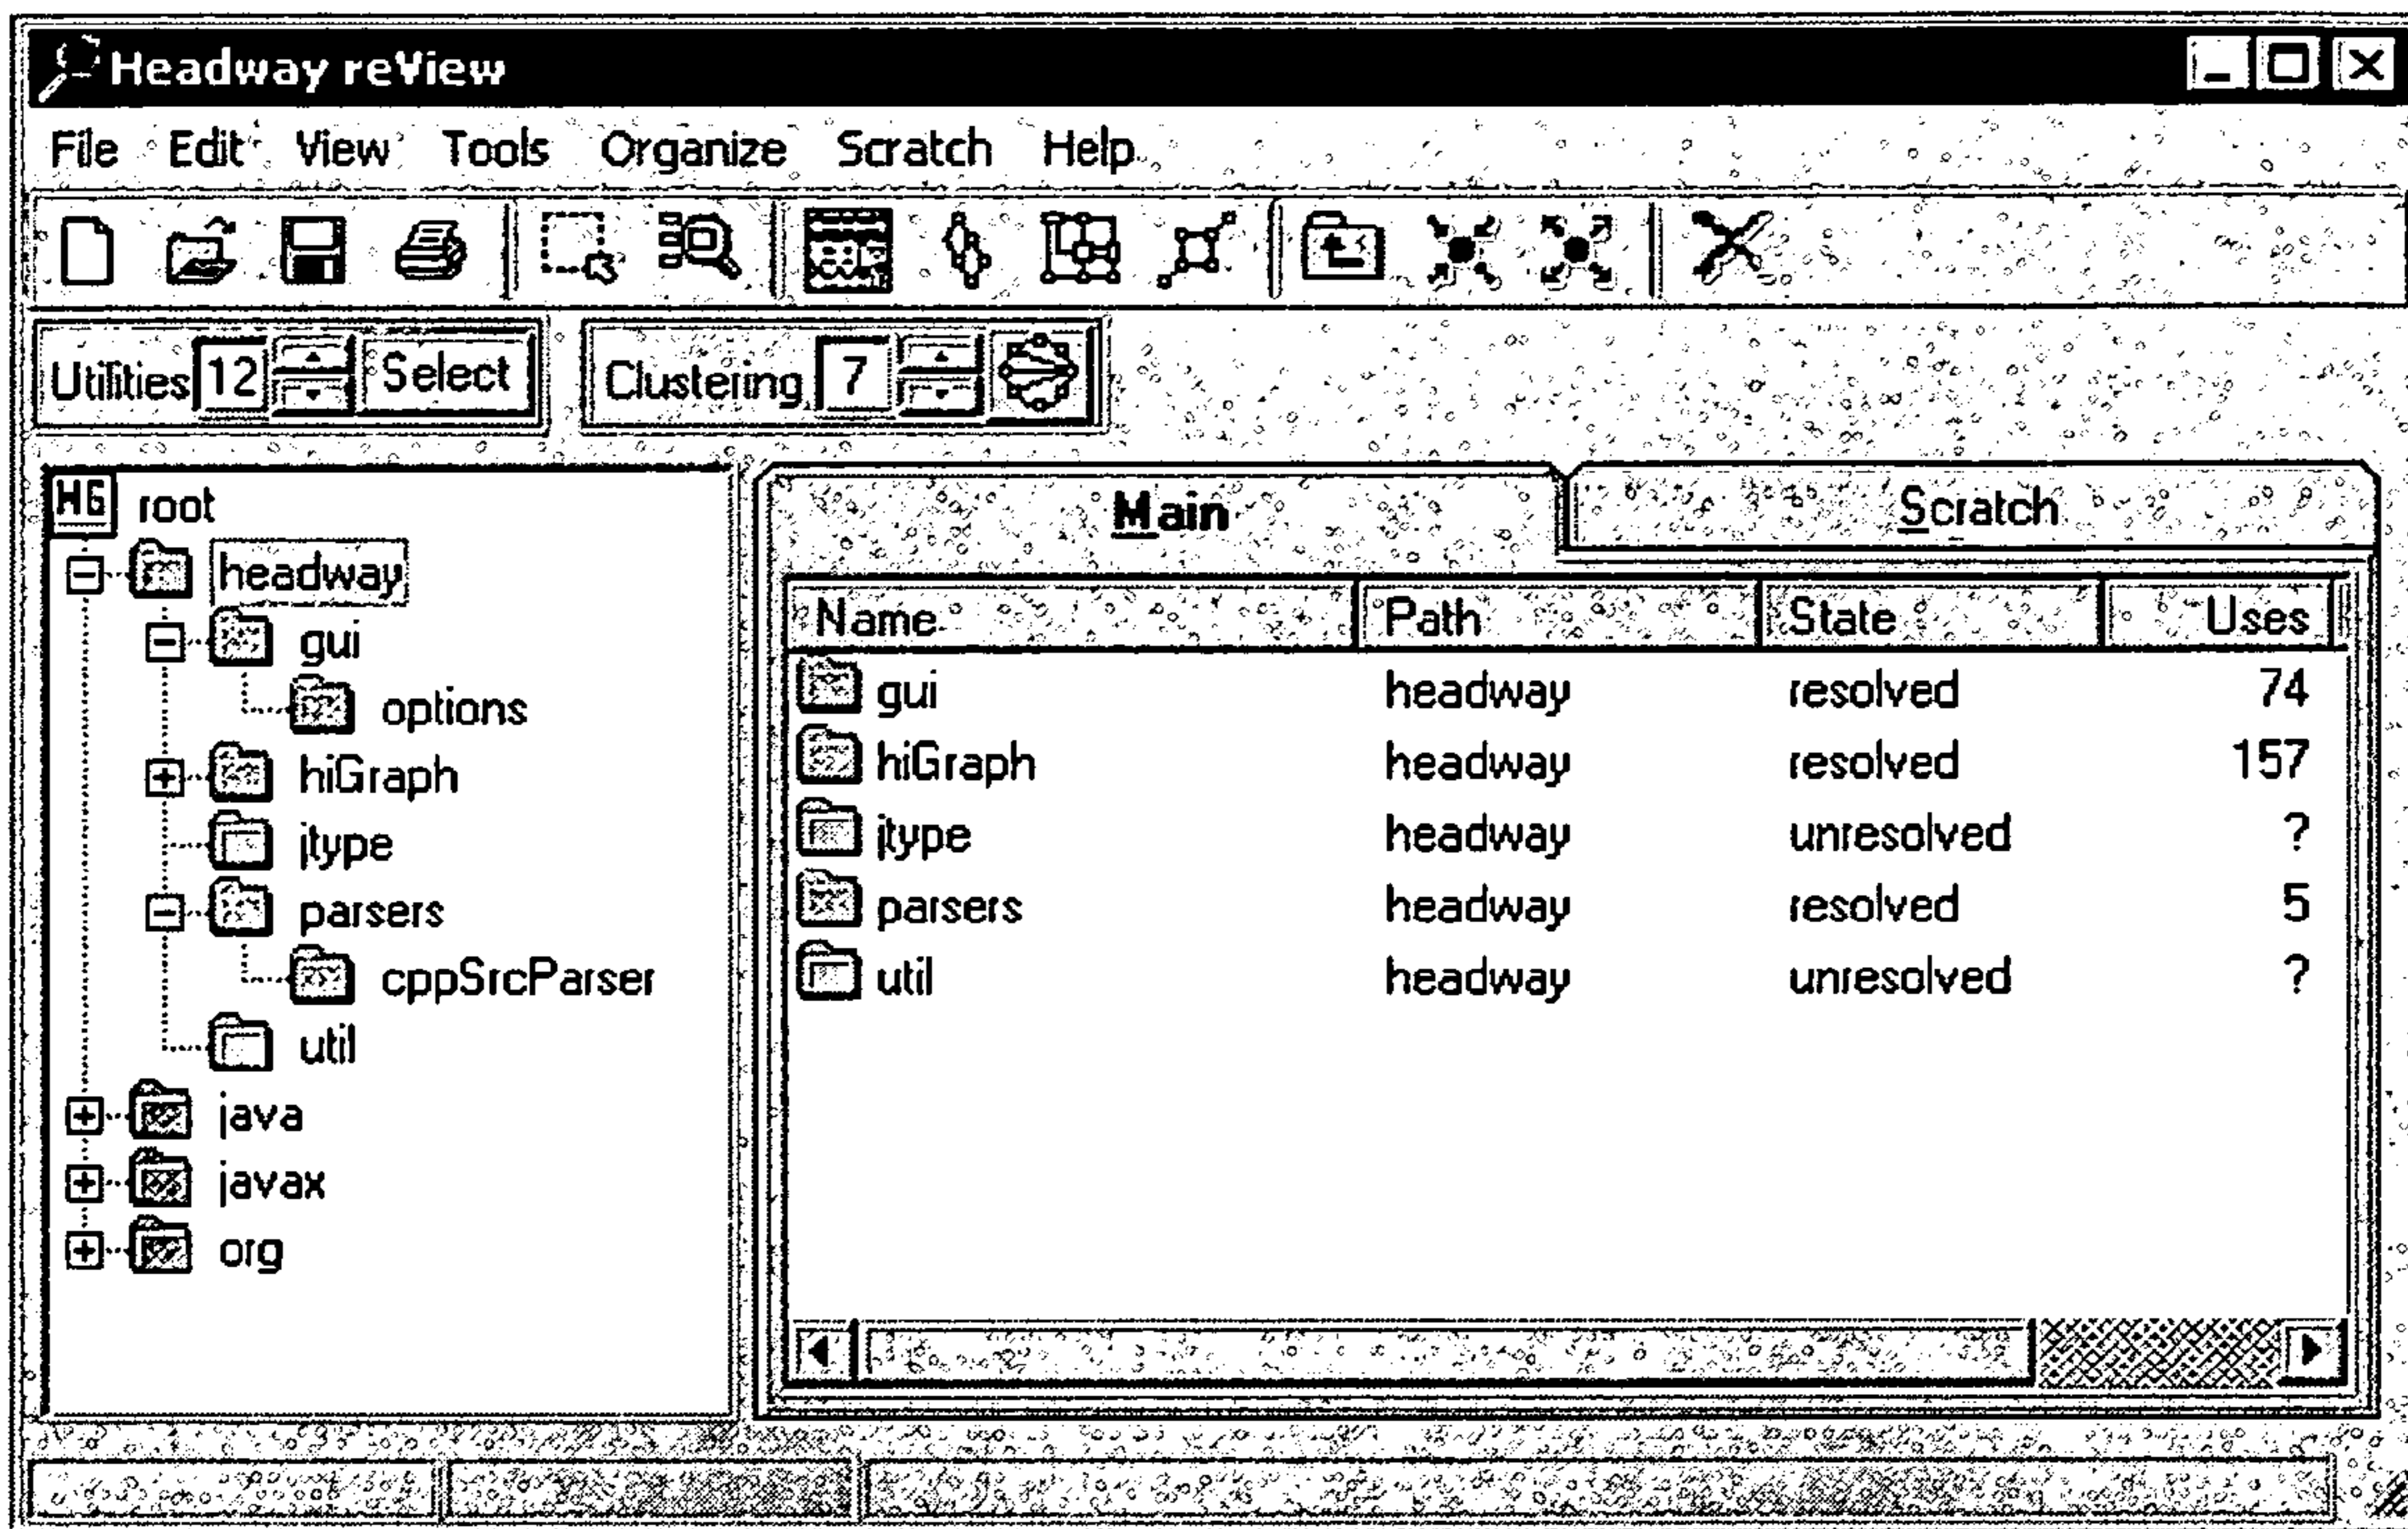 Headway reView
File Edit View Tools Organize Scratch Help
Utilities 12 Select Clustering 7
HG root
headway
gui
options
hiGraph
jtype
parsers
cppSrcParser
util
java
javax
org
Main Scratch
Name Path State Uses
gui headway resolved 74
hiGraph headway resolved 157
jtype headway unresolved ?
parsers headway resolved 5
util headway unresolved ?